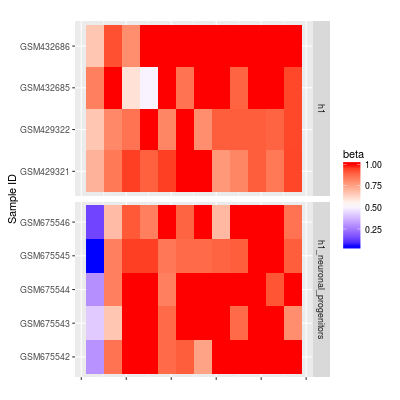 GSM432686
GSM432685
GSM429322
GSM429321
h1
GSM675546
GSM675545
GSM675544
GSM675543
GSM675542
h1_neuronal_progenitors
Sample ID
beta
1.00
0.75
0.50
0.25